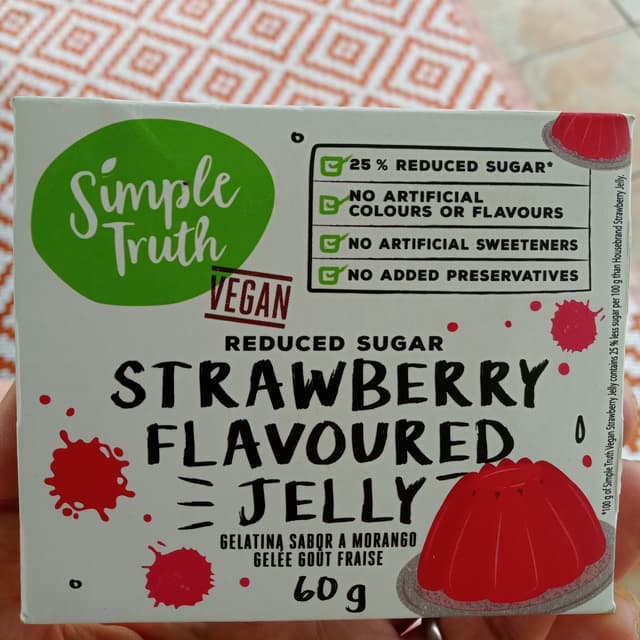 Simple
Truth
VEGAN
25 % REDUCED SUGAR*
NO ARTIFICIAL
COLOURS OR FLAVOURS
NO ARTIFICIAL SWEETENERS
NO ADDED PRESERVATIVES
REDUCED SUGAR
STRAWBERRY
FLAVOURED
JELLY
GELATINA SABOR A MORANGO
GELÉE GOÛT FRAISE
60 g
*100 g of Simple Truth Vegan Strawberry Jelly contains 25 % less sugar per 100 g than Housebrand Strawberry Jelly.